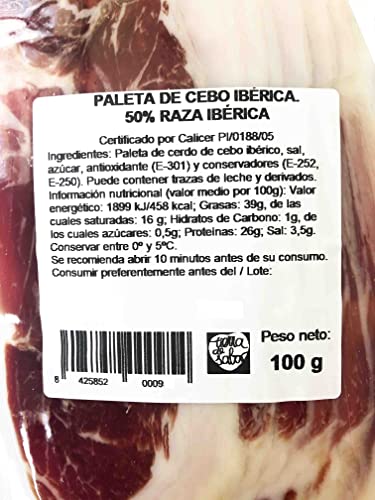 PALETA DE CEBO IBÉRICA.
50% RAZA IBÉRICA
Certificado por Calicer PI/0188/05
Ingredientes: Paleta de cerdo de cebo ibérico, sal,
azúcar, antioxidante (E-301) y conservadores (E-252,
E-250). Puede contener trazas de leche y derivados.
Información nutricional (valor medio por 100g): Valor
energético: 1899 kJ/458 kcal; Grasas: 39g, de las
cuales saturadas: 16 g; Hidratos de Carbono: 1g, de
los cuales azúcares: 0,5g; Proteínas: 26g; Sal: 3,5g.
Conservar entre 0º y 5ºC.
Se recomienda abrir 10 minutos antes de su consumo.
Consumir preferentemente antes del / Lote:
tierra de sabor
Peso neto:
100 g
8 425852 0009